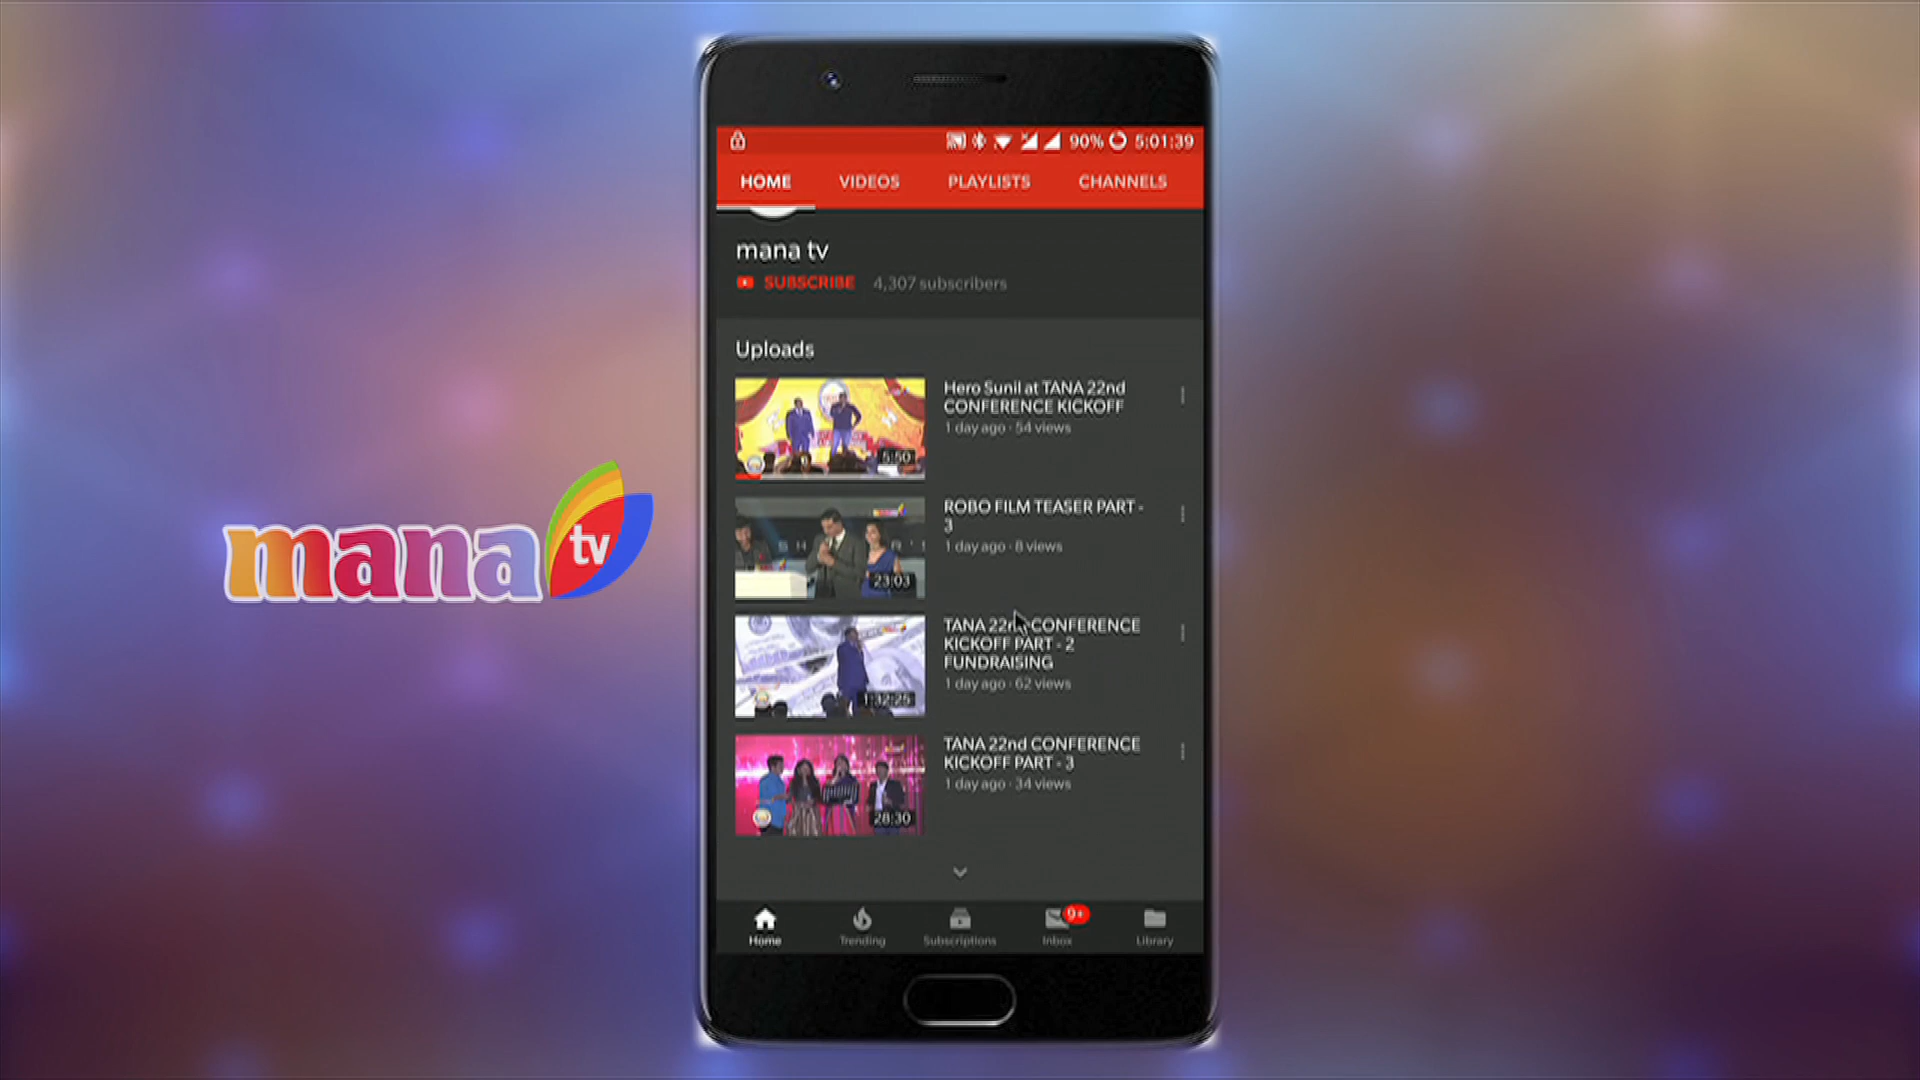 90% 5:01:39
HOME VIDEOS PLAYLISTS CHANNELS
mana tv
SUBSCRIBE 4,307 subscribers
Uploads
Hero Sunil at TANA 22nd
CONFERENCE KICKOFF
1 day ago · 54 views
5:50
ROBO FILM TEASER PART -
3
1 day ago · 8 views
23:03
TANA 22nd CONFERENCE
KICKOFF PART - 2
FUNDRAISING
1 day ago · 62 views
1:32:25
TANA 22nd CONFERENCE
KICKOFF PART - 3
1 day ago · 34 views
28:30
9+
Home Trending Subscriptions Inbox Library
mana tv